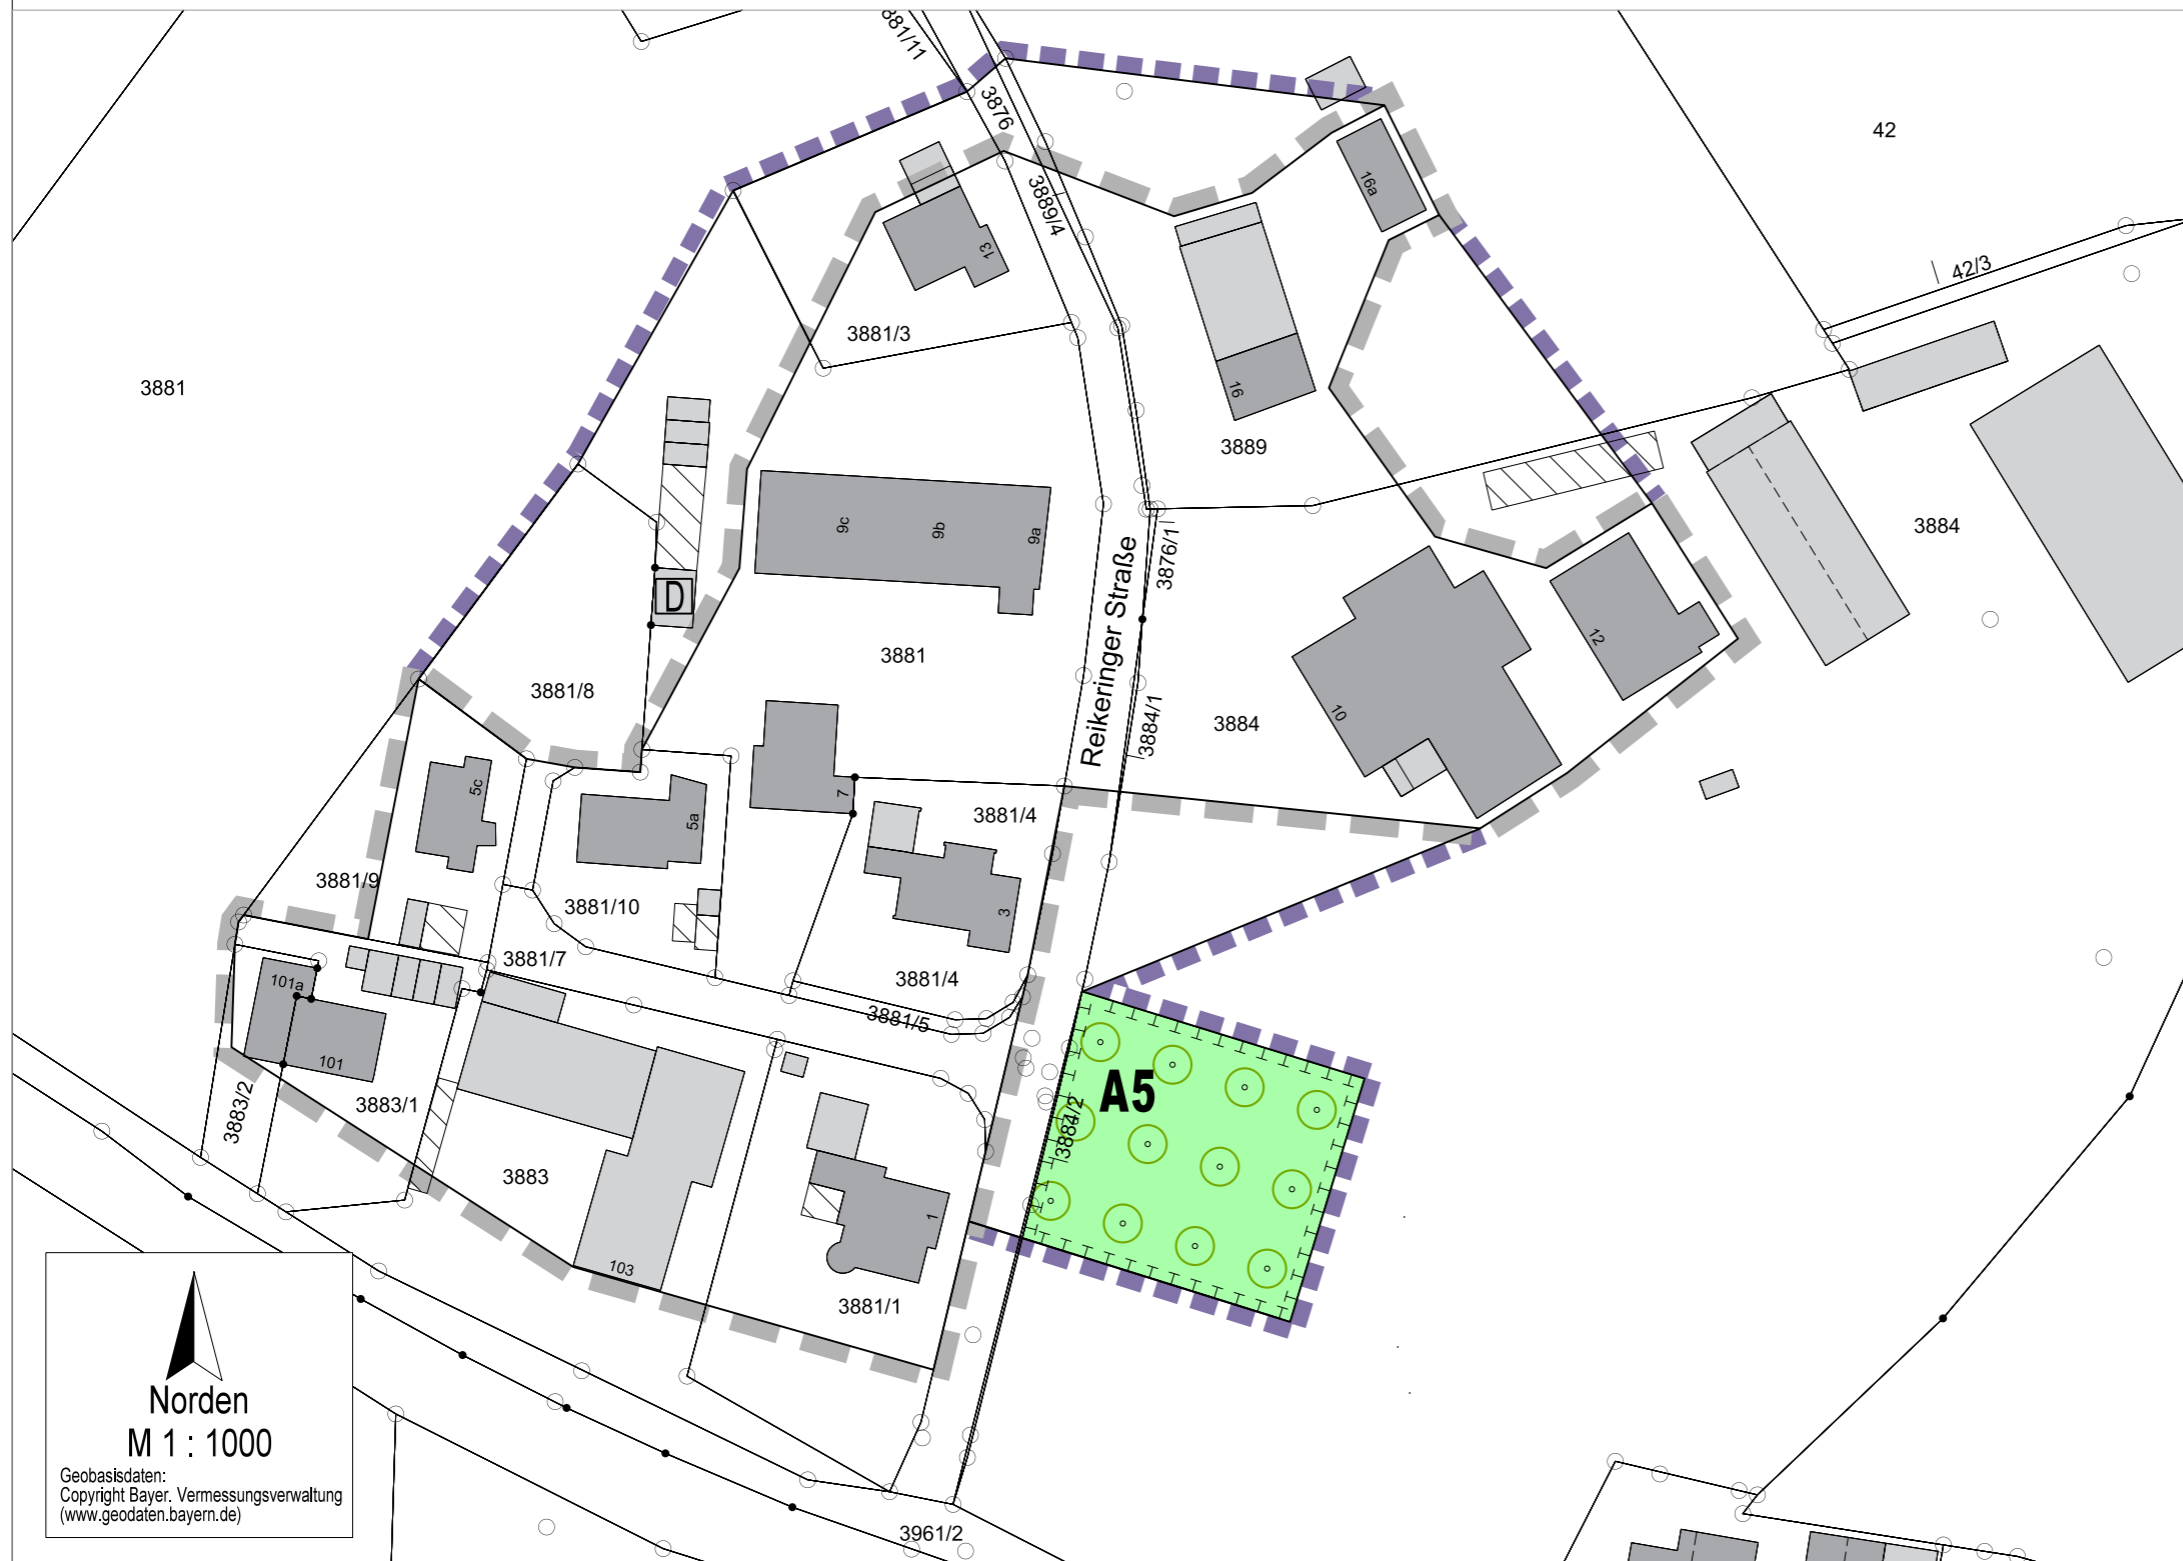 881/11
3876
3889/4
42
42/3
16a
13
3881/3
3881
16
3889
3884
9c
9b
9a
Reikeringer Straße
3876/1
D
3881
3881/8
3884/1
3884
10
12
5c
5a
7
3881/4
3
3881/9
3881/10
3881/7
3881/4
3881/5
101a
101
3883/2
3883/1
3883
A5
3884/2
103
1
3881/1
Norden
M 1 : 1000
Geobasisdaten:
Copyright Bayer. Vermessungsverwaltung
(www.geodaten.bayern.de)
3961/2